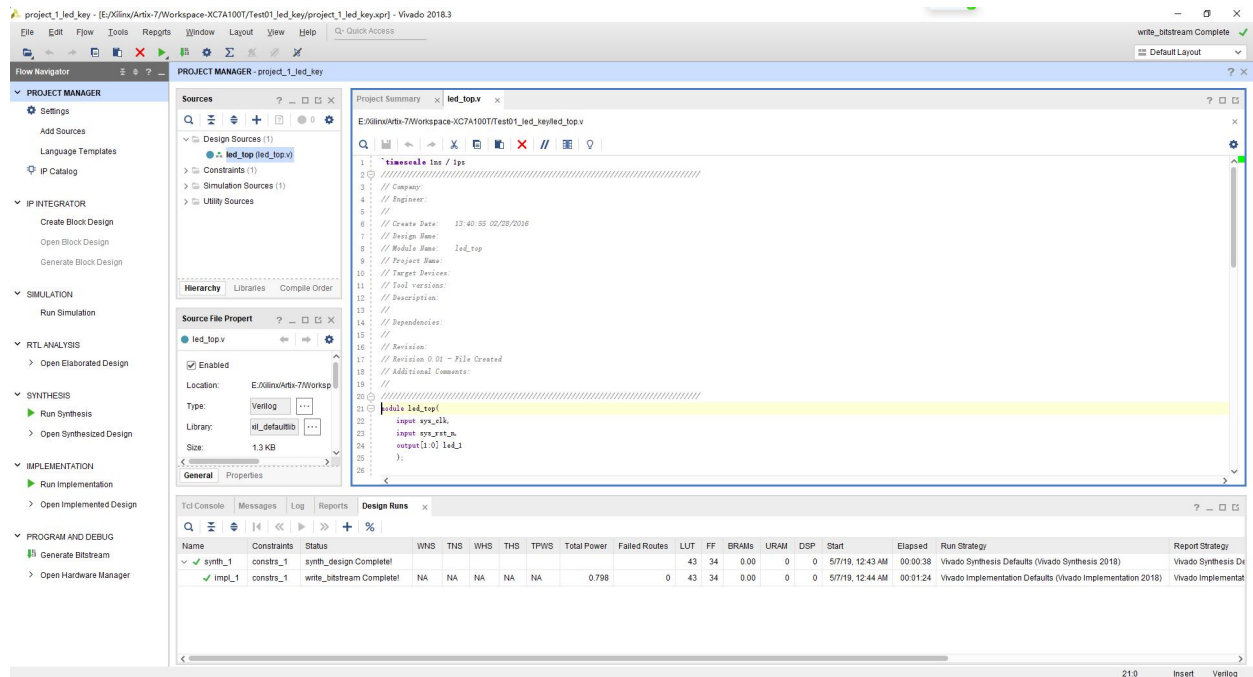 project_1_led_key - [E:/Xilinx/Artix-7/Workspace-XC7A100T/Test01_led_key/project_1_led_key.xpr] - Vivado 2018.3
File Edit Flow Tools Reports Window Layout View Help Quick Access
write_bitstream Complete
Default Layout
Flow Navigator
PROJECT MANAGER
Settings
Add Sources
Language Templates
IP Catalog
IP INTEGRATOR
Create Block Design
Open Block Design
Generate Block Design
SIMULATION
Run Simulation
RTL ANALYSIS
Open Elaborated Design
SYNTHESIS
Run Synthesis
Open Synthesized Design
IMPLEMENTATION
Run Implementation
Open Implemented Design
PROGRAM AND DEBUG
Generate Bitstream
Open Hardware Manager
PROJECT MANAGER - project_1_led_key
Sources
0
Design Sources (1)
led_top (led_top.v)
Constraints (1)
Simulation Sources (1)
Utility Sources
Hierarchy Libraries Compile Order
Source File Propert
led_top.v
Enabled
Location: E:/Xilinx/Artix-7/Worksp
Type: Verilog
Library: xil_defaultlib
Size: 1.3 KB
General Properties
Project Summary led_top.v
E:/Xilinx/Artix-7/Workspace-XC7A100T/Test01_led_key/led_top.v
1 `timescale 1ns / 1ps
2 //////////////////////////////////////////////////////////////////////////////////
3 // Company:
4 // Engineer:
5 //
6 // Create Date: 13:40:55 02/28/2016
7 // Design Name:
8 // Module Name: led_top
9 // Project Name:
10 // Target Devices:
11 // Tool versions:
12 // Description:
13 //
14 // Dependencies:
15 //
16 // Revision:
17 // Revision 0.01 - File Created
18 // Additional Comments:
19 //
20 //////////////////////////////////////////////////////////////////////////////////
21 module led_top(
22 input sys_clk,
23 input sys_rst_n,
24 output[1:0] led_1
25 );
26
Tcl Console Messages Log Reports Design Runs
Name Constraints Status WNS TNS WHS THS TPWS Total Power Failed Routes LUT FF BRAMs URAM DSP Start Elapsed Run Strategy Report Strategy
synth_1 constrs_1 synth_design Complete! 43 34 0.00 0 0 5/7/19, 12:43 AM 00:00:38 Vivado Synthesis Defaults (Vivado Synthesis 2018) Vivado Synthesis De
impl_1 constrs_1 write_bitstream Complete! NA NA NA NA NA 0.798 0 43 34 0.00 0 0 5/7/19, 12:44 AM 00:01:24 Vivado Implementation Defaults (Vivado Implementation 2018) Vivado Implementat
21:0 Insert Verilog